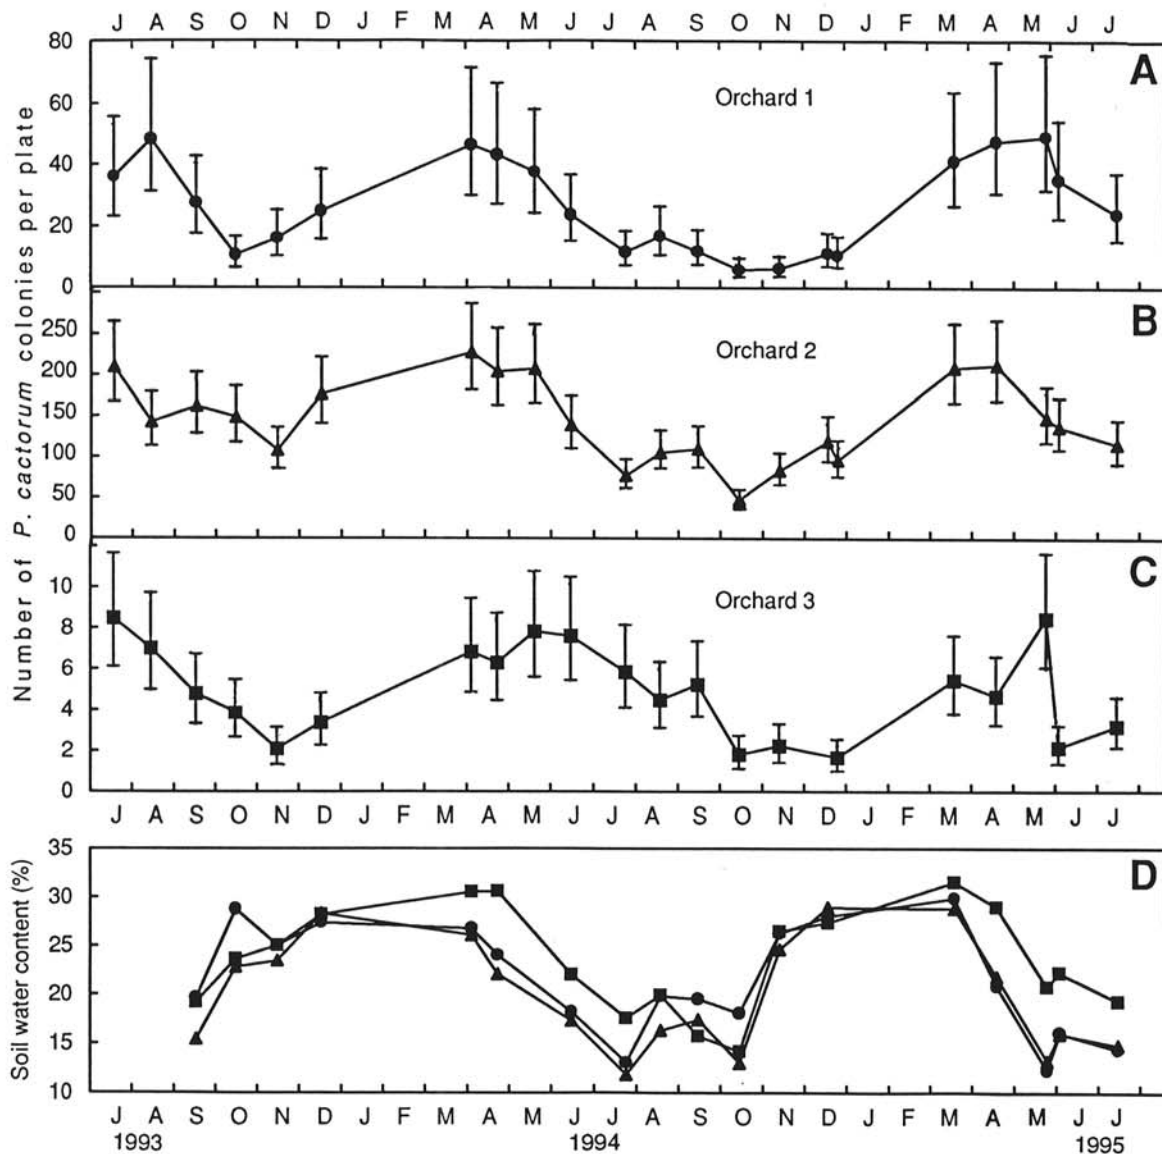 J A S O N D J F M A M J J A S O N D J F M A M J J
80
60
40
20
0
Orchard 1
A
250
200
150
100
50
0
Orchard 2
B
10
8
6
4
2
0
Orchard 3
C
Number of P. cactorum colonies per plate
J A S O N D J F M A M J J A S O N D J F M A M J J
35
30
25
20
15
10
D
Soil water content (%)
J A S O N D J F M A M J J A S O N D J F M A M J J
1993 1994 1995